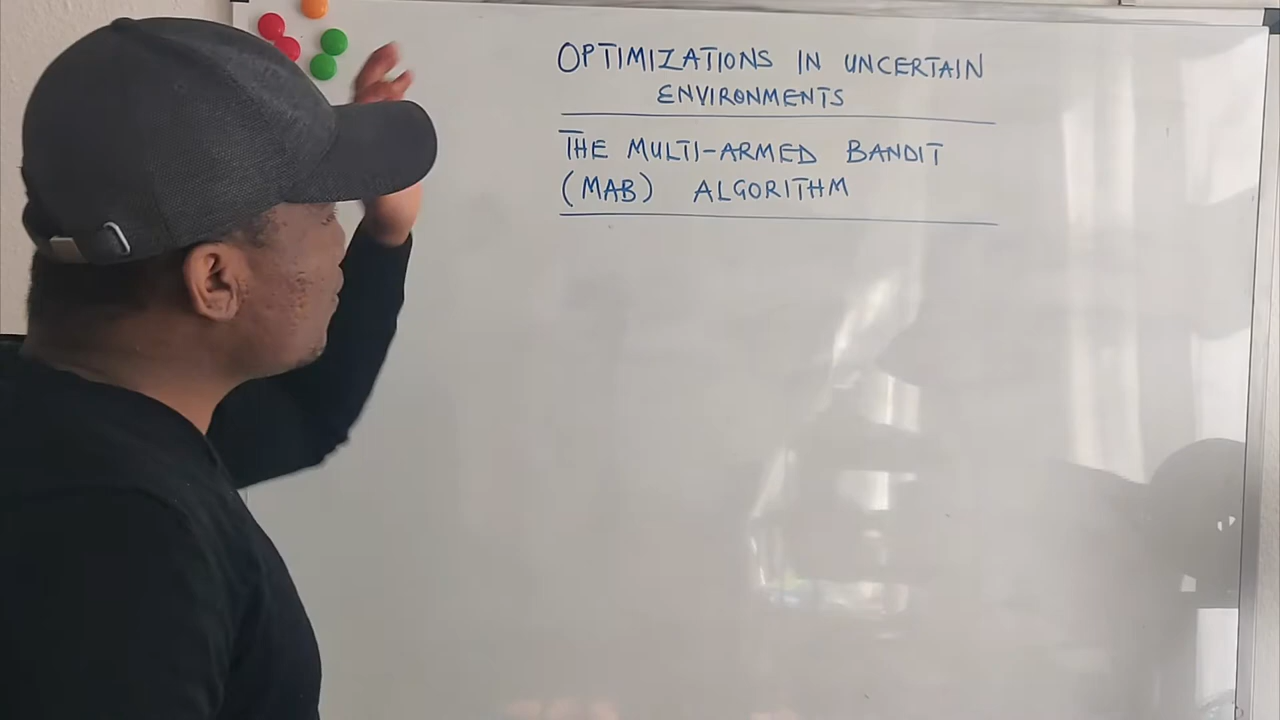 OPTIMIZATIONS IN UNCERTAIN
ENVIRONMENTS
THE MULTI-ARMED BANDIT
(MAB) ALGORITHM